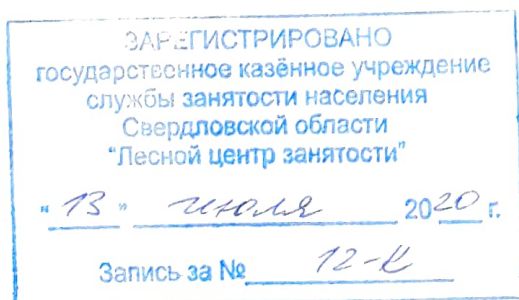 ЗАРЕГИСТРИРОВАНО
государственное казённое учреждение
службы занятости населения
Свердловской области
"Лесной центр занятости"
"13" июля 2020 г.
Запись за № 12-К